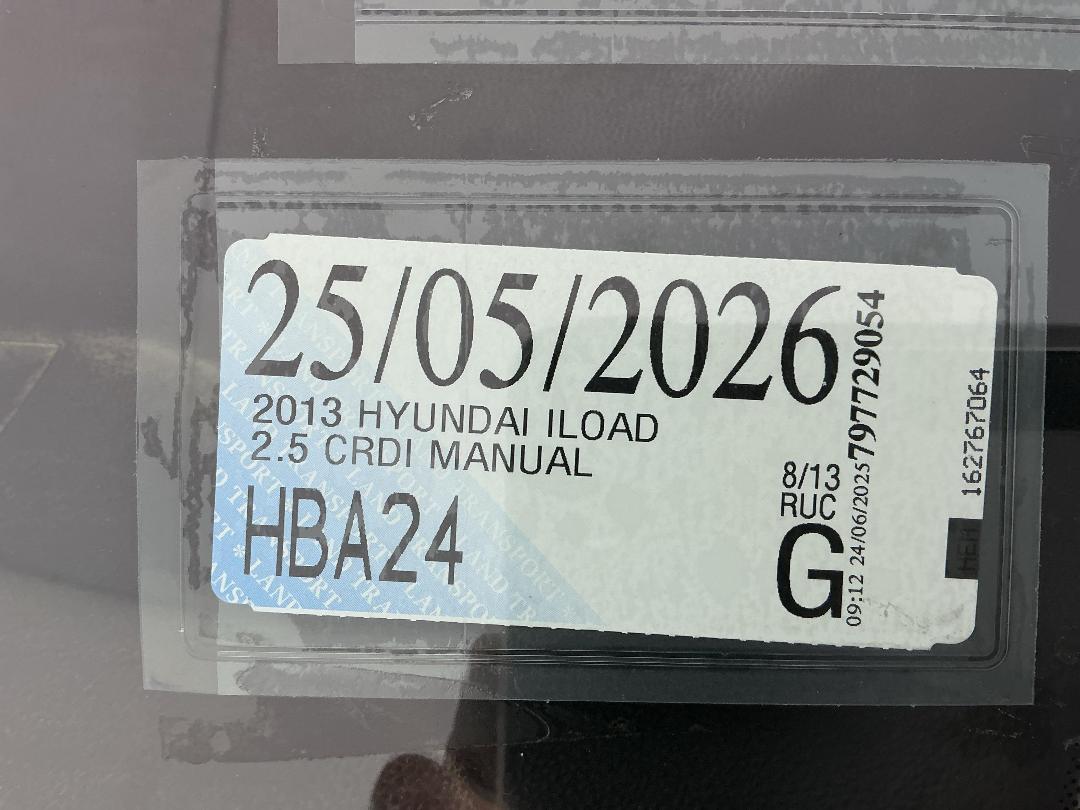 25/05/2026
2013 HYUNDAI ILOAD
2.5 CRDI MANUAL
HBA24
8/13
RUC
G
09:12 24/06/2025 797729054
162767064